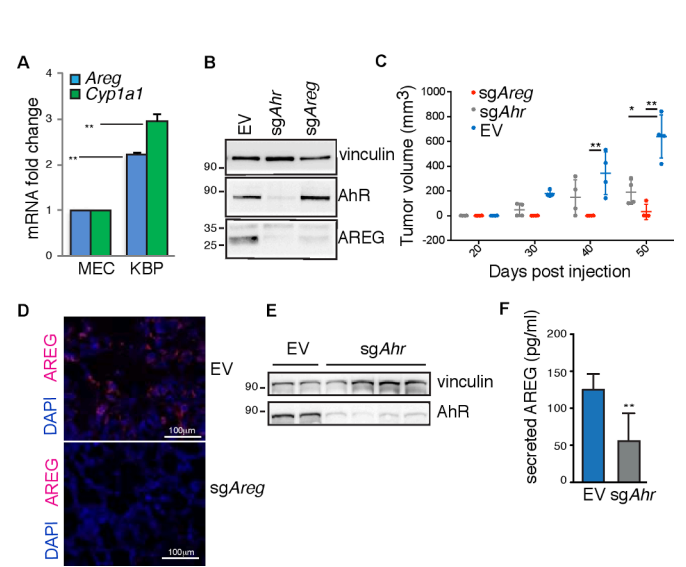 A
4
3
2
1
0
mRNA fold change
Areg
Cyp1a1
**
**
MEC KBP
B
EV
sgAhr
sgAreg
90
vinculin
90
AhR
35
25
AREG
C
1000
800
600
400
200
0
-200
Tumor volume (mm3)
sgAreg
sgAhr
EV
**
* **
20 30 40 50
Days post injection
D
DAPI AREG
EV
100µm
DAPI AREG
sgAreg
100µm
E
EV sgAhr
90
vinculin
90
AhR
F
secreted AREG (pg/ml)
200
150
100
50
0
**
EV sgAhr